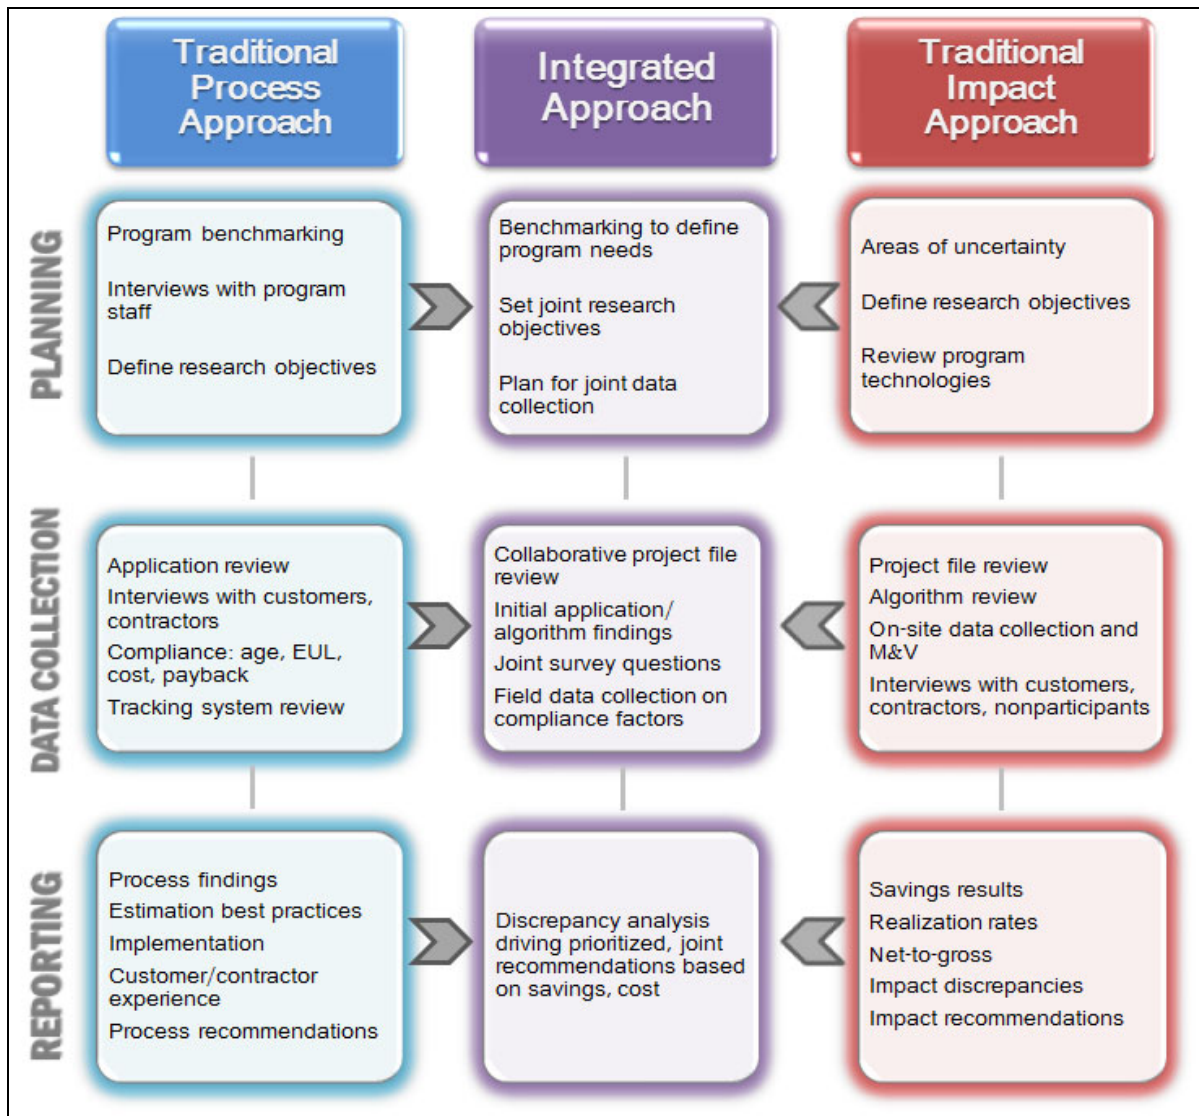 Traditional
Process
Approach
Integrated
Approach
Traditional
Impact
Approach
PLANNING
Program benchmarking
Interviews with program
staff
Define research objectives
Benchmarking to define
program needs
Set joint research
objectives
Plan for joint data
collection
Areas of uncertainty
Define research objectives
Review program
technologies
DATA COLLECTION
Application review
Interviews with customers,
contractors
Compliance: age, EUL,
cost, payback
Tracking system review
Collaborative project file
review
Initial application/
algorithm findings
Joint survey questions
Field data collection on
compliance factors
Project file review
Algorithm review
On-site data collection and
M&V
Interviews with customers,
contractors, nonparticipants
REPORTING
Process findings
Estimation best practices
Implementation
Customer/contractor
experience
Process recommendations
Discrepancy analysis
driving prioritized, joint
recommendations based
on savings, cost
Savings results
Realization rates
Net-to-gross
Impact discrepancies
Impact recommendations